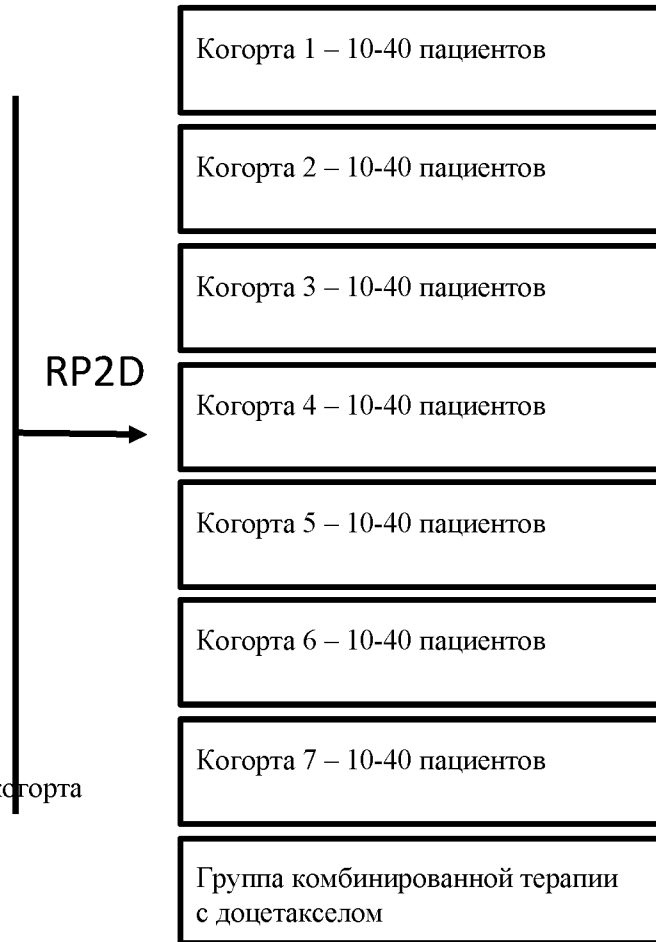 Когорта 1 – 10-40 пациентов
Когорта 2 – 10-40 пациентов
Когорта 3 – 10-40 пациентов
RP2D
Когорта 4 – 10-40 пациентов
Когорта 5 – 10-40 пациентов
Когорта 6 – 10-40 пациентов
Когорта 7 – 10-40 пациентов
когорта
Группа комбинированной терапии
с доцетакселом